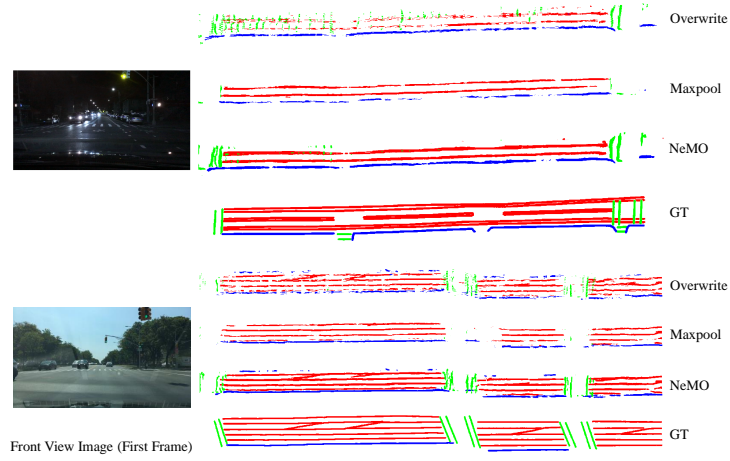 Overwrite
Maxpool
NeMO
GT
Overwrite
Maxpool
NeMO
GT
Front View Image (First Frame)